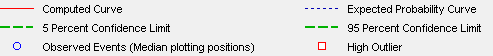 Computed Curve
Expected Probability Curve
5 Percent Confidence Limit
95 Percent Confidence Limit
Observed Events (Median plotting positions)
High Outlier